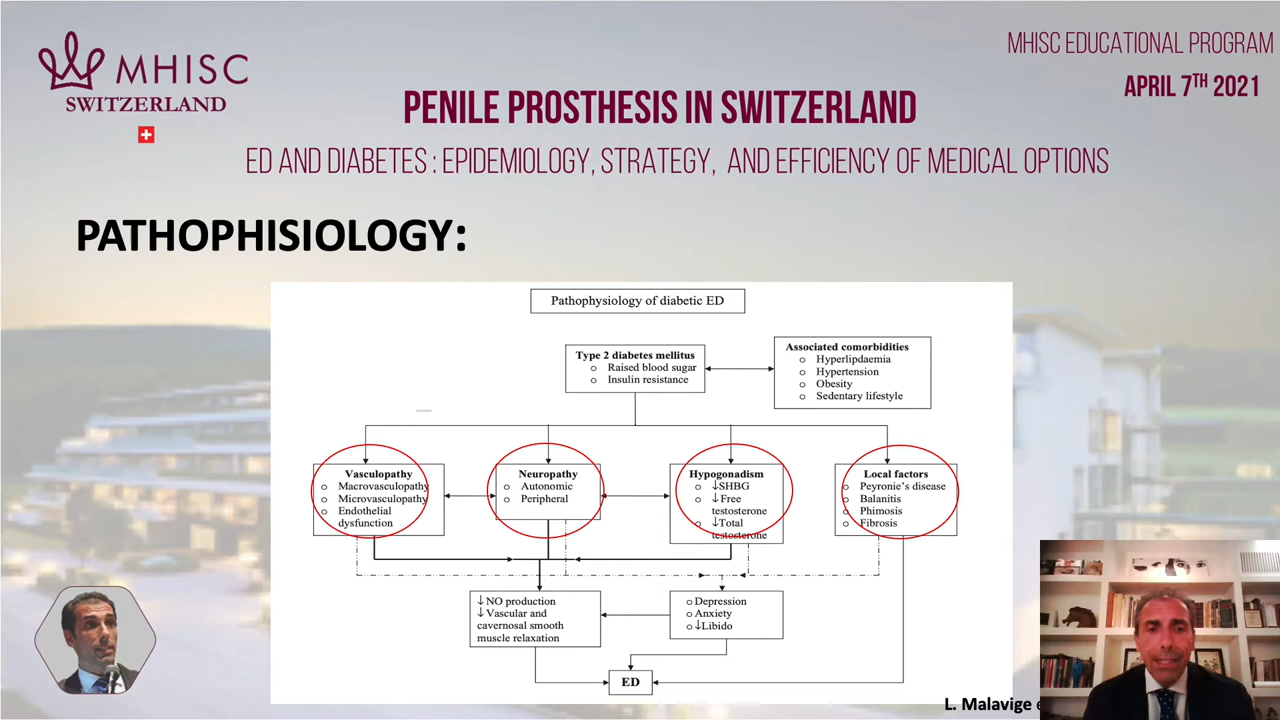 MHISC
SWITZERLAND
MHISC EDUCATIONAL PROGRAM
APRIL 7TH 2021
PENILE PROSTHESIS IN SWITZERLAND
ED AND DIABETES : EPIDEMIOLOGY, STRATEGY, AND EFFICIENCY OF MEDICAL OPTIONS
PATHOPHISIOLOGY:
Pathophysiology of diabetic ED
Type 2 diabetes mellitus
o Raised blood sugar
o Insulin resistance
Associated comorbidities
o Hyperlipdaemia
o Hypertension
o Obesity
o Sedentary lifestyle
Vasculopathy
o Macrovasculopathy
o Microvasculopathy
o Endothelial
dysfunction
Neuropathy
o Autonomic
o Peripheral
Hypogonadism
o ↓SHBG
o ↓Free
testosterone
o ↓Total
testosterone
Local factors
o Peyronie's disease
o Balanitis
o Phimosis
o Fibrosis
↓NO production
↓Vascular and
cavernosal smooth
muscle relaxation
o Depression
o Anxiety
o ↓Libido
ED
L. Malavige